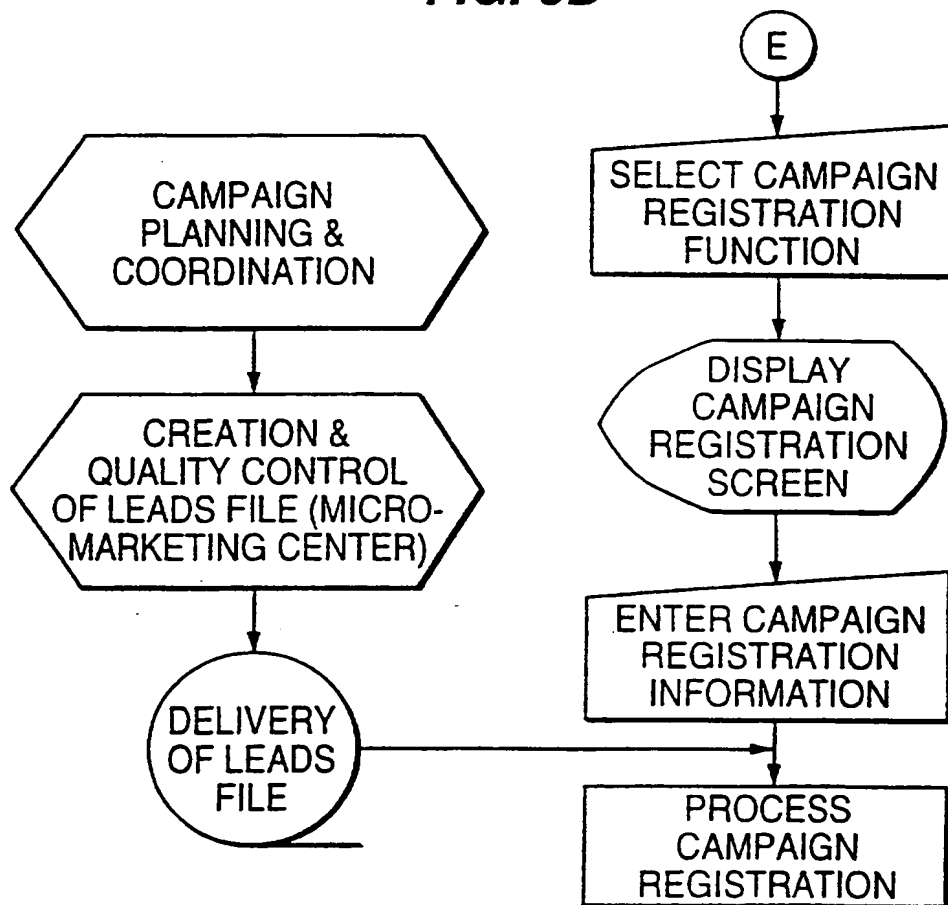 E
CAMPAIGN
PLANNING &
COORDINATION
CREATION &
QUALITY CONTROL
OF LEADS FILE (MICRO-
MARKETING CENTER)
DELIVERY
OF LEADS
FILE
SELECT CAMPAIGN
REGISTRATION
FUNCTION
DISPLAY
CAMPAIGN
REGISTRATION
SCREEN
ENTER CAMPAIGN
REGISTRATION
INFORMATION
PROCESS
CAMPAIGN
REGISTRATION